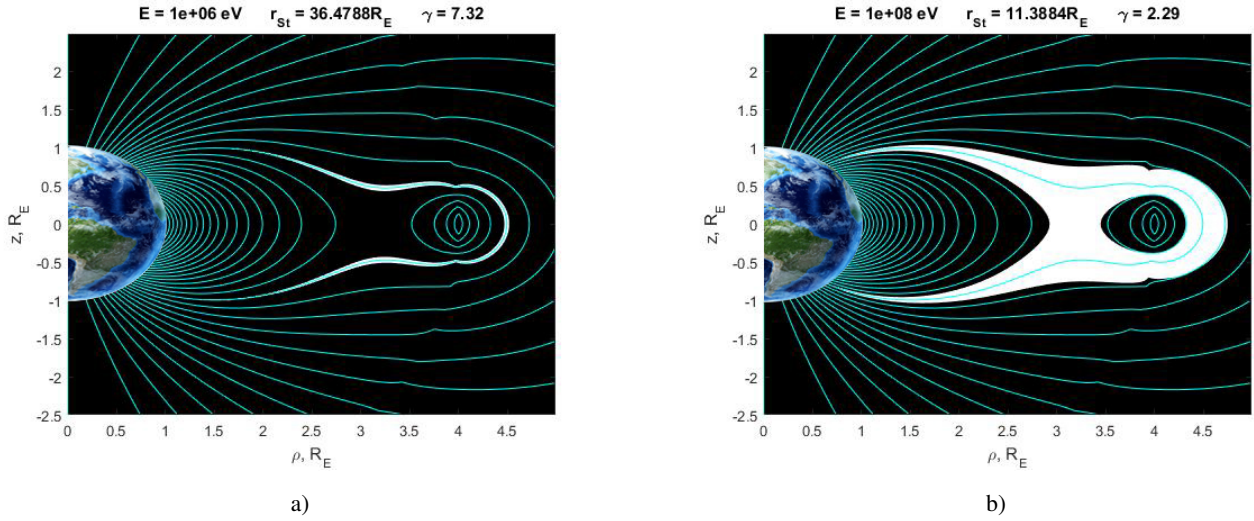 E = 1e+06 eV r_St = 36.4788R_E γ = 7.32
2
1.5
1
0.5
0
-0.5
-1
-1.5
-2
-2.5
z, R_E
0 0.5 1 1.5 2 2.5 3 3.5 4 4.5
ρ, R_E
a)
E = 1e+08 eV r_St = 11.3884R_E γ = 2.29
2
1.5
1
0.5
0
-0.5
-1
-1.5
-2
-2.5
z, R_E
0 0.5 1 1.5 2 2.5 3 3.5 4 4.5
ρ, R_E
b)